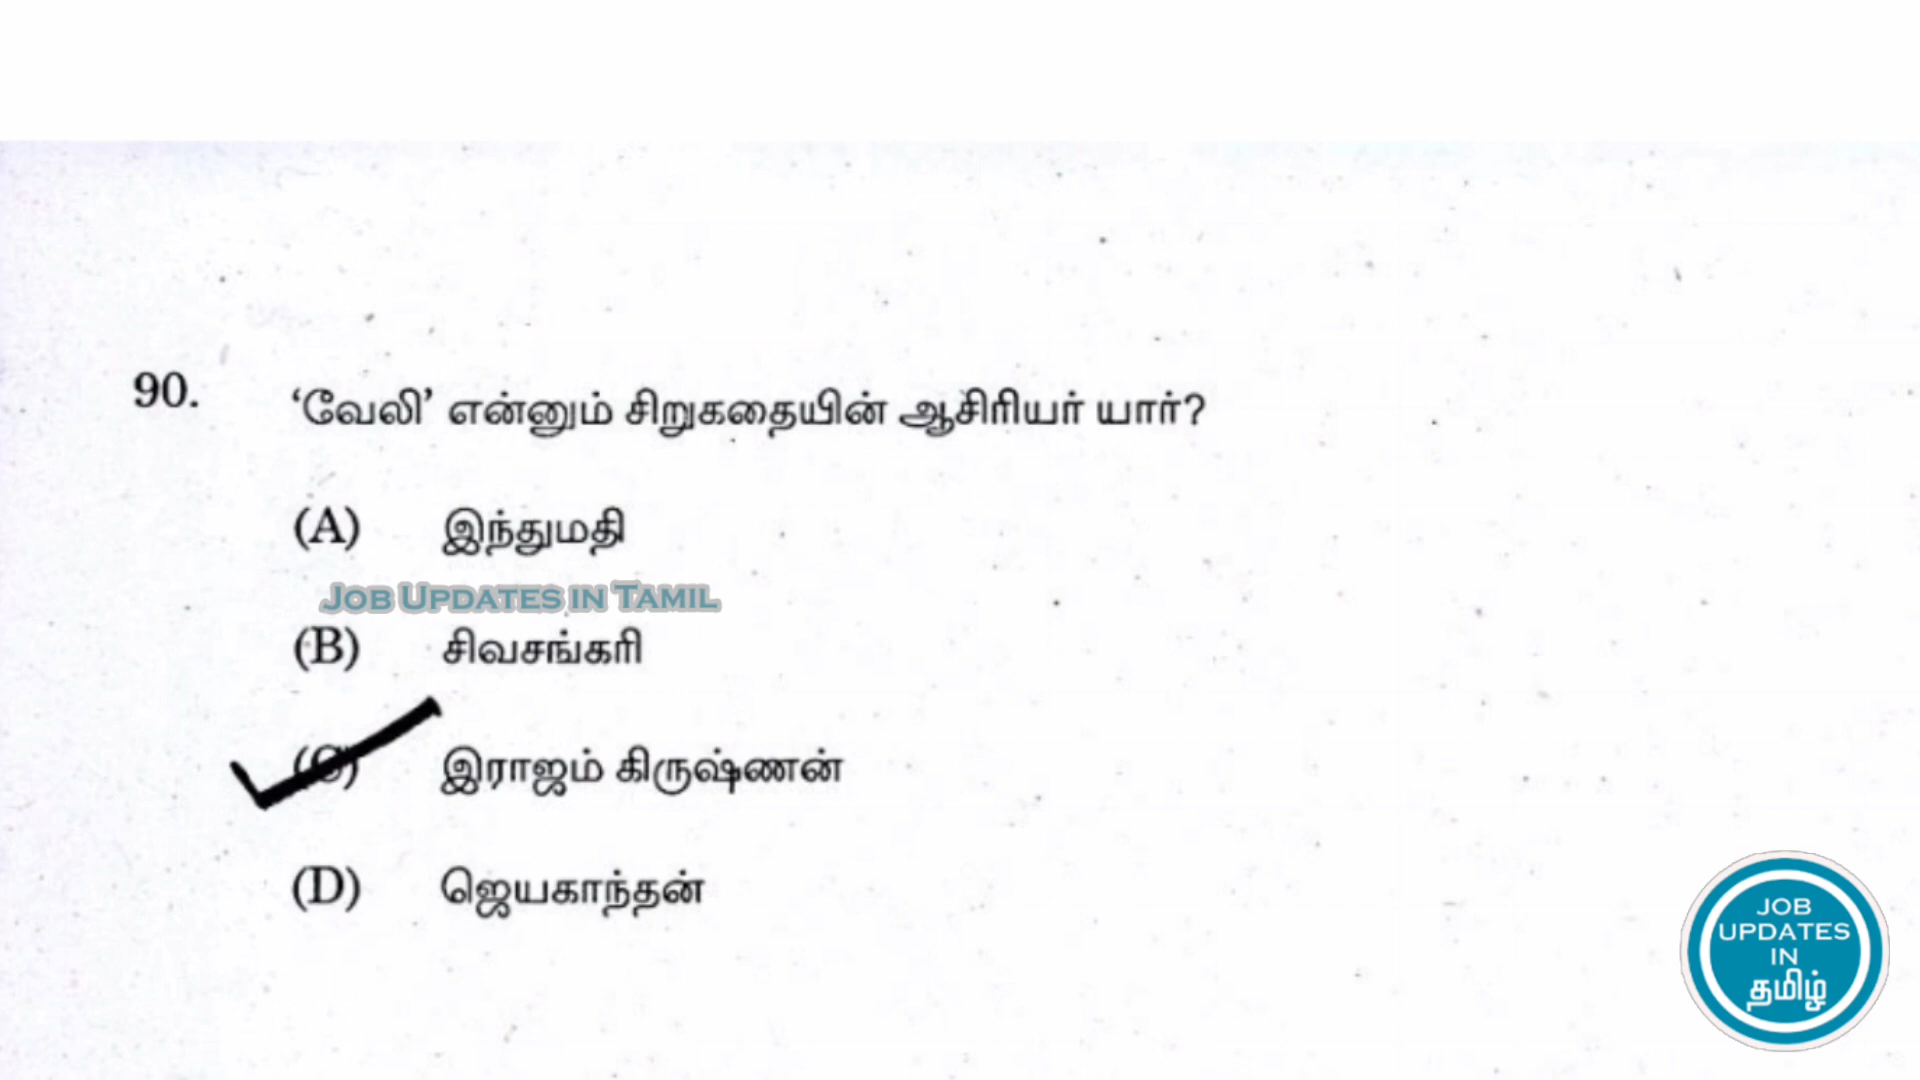 90. ‘வேலி’ என்னும் சிறுகதையின் ஆசிரியர் யார்?
(A) இந்துமதி
JOB UPDATES IN TAMIL
(B) சிவசங்கரி
(C) இராஜம் கிருஷ்ணன்
(D) ஜெயகாந்தன்
JOB
UPDATES
IN
தமிழ்